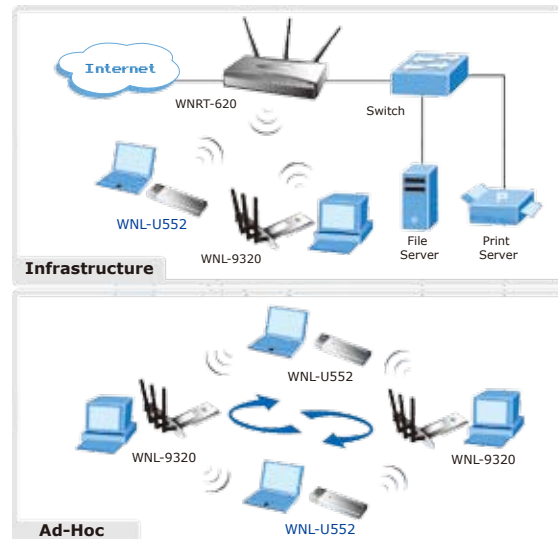 Internet
WNRT-620
Switch
WNL-U552
WNL-9320
File
Server
Print
Server
Infrastructure
WNL-U552
WNL-9320
WNL-9320
WNL-U552
Ad-Hoc